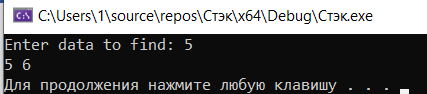 C:\Users\1\source\repos\Стэк\x64\Debug\Стэк.exe
Enter data to find: 5
5 6
Для продолжения нажмите любую клавишу . . .